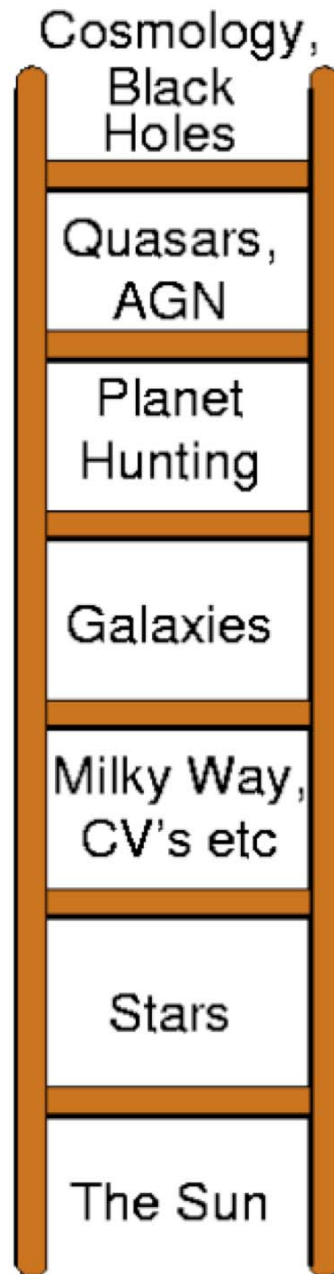 Cosmology,
Black
Holes
Quasars,
AGN
Planet
Hunting
Galaxies
Milky Way,
CV's etc
Stars
The Sun